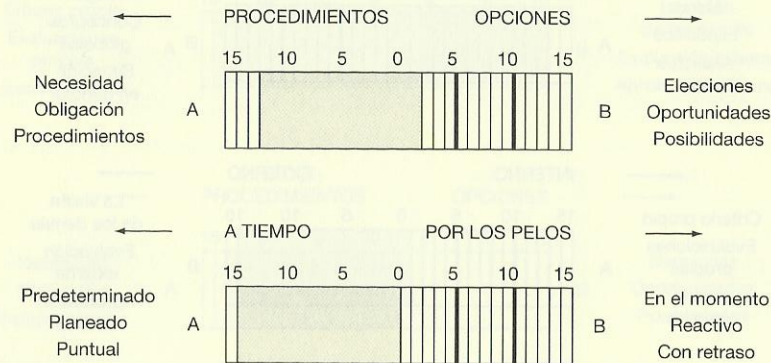 PROCEDIMIENTOS OPCIONES
15 10 5 0 5 10 15
Necesidad
Obligación
Procedimientos
A
B
Elecciones
Oportunidades
Posibilidades
A TIEMPO POR LOS PELOS
15 10 5 0 5 10 15
Predeterminado
Planeado
Puntual
A
B
En el momento
Reactivo
Con retraso